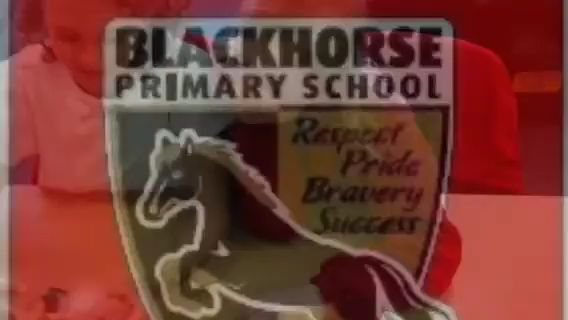 BLACKHORSE
PRIMARY SCHOOL
Respect
Pride
Bravery
Success